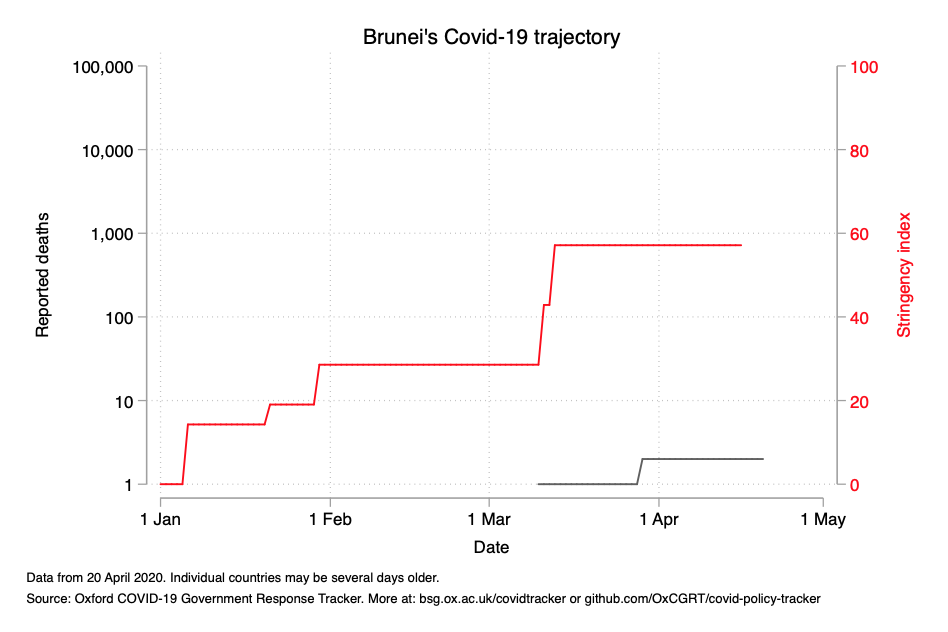 Brunei's Covid-19 trajectory
100,000
10,000
1,000
100
10
1
Reported deaths
100
80
60
40
20
0
Stringency index
1 Jan
1 Feb
1 Mar
1 Apr
1 May
Date
Data from 20 April 2020. Individual countries may be several days older.
Source: Oxford COVID-19 Government Response Tracker. More at: bsg.ox.ac.uk/covidtracker or github.com/OxCGRT/covid-policy-tracker